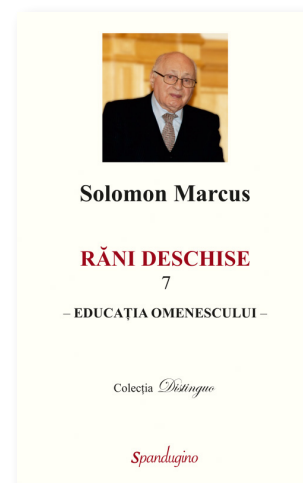 Solomon Marcus
RĂNI DESCHISE
7
– EDUCAȚIA OMENESCULUI –
Colecția Distinguo
Spandugino